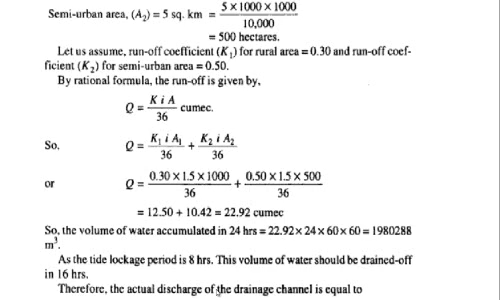 Semi-urban area, (A₂) = 5 sq. km = 5 × 1000 × 1000 / 10,000
= 500 hectares.
Let us assume, run-off coefficient (K₁) for rural area = 0.30 and run-off coef-
ficient (K₂) for semi-urban area = 0.50.
By rational formula, the run-off is given by,
Q = K i A / 36 cumec.
So, Q = K₁ i A₁ / 36 + K₂ i A₂ / 36
or Q = 0.30 × 1.5 × 1000 / 36 + 0.50 × 1.5 × 500 / 36
= 12.50 + 10.42 = 22.92 cumec
So, the volume of water accumulated in 24 hrs = 22.92 × 24 × 60 × 60 = 1980288
m³.
As the tide lockage period is 8 hrs. This volume of water should be drained-off
in 16 hrs.
Therefore, the actual discharge of the drainage channel is equal to